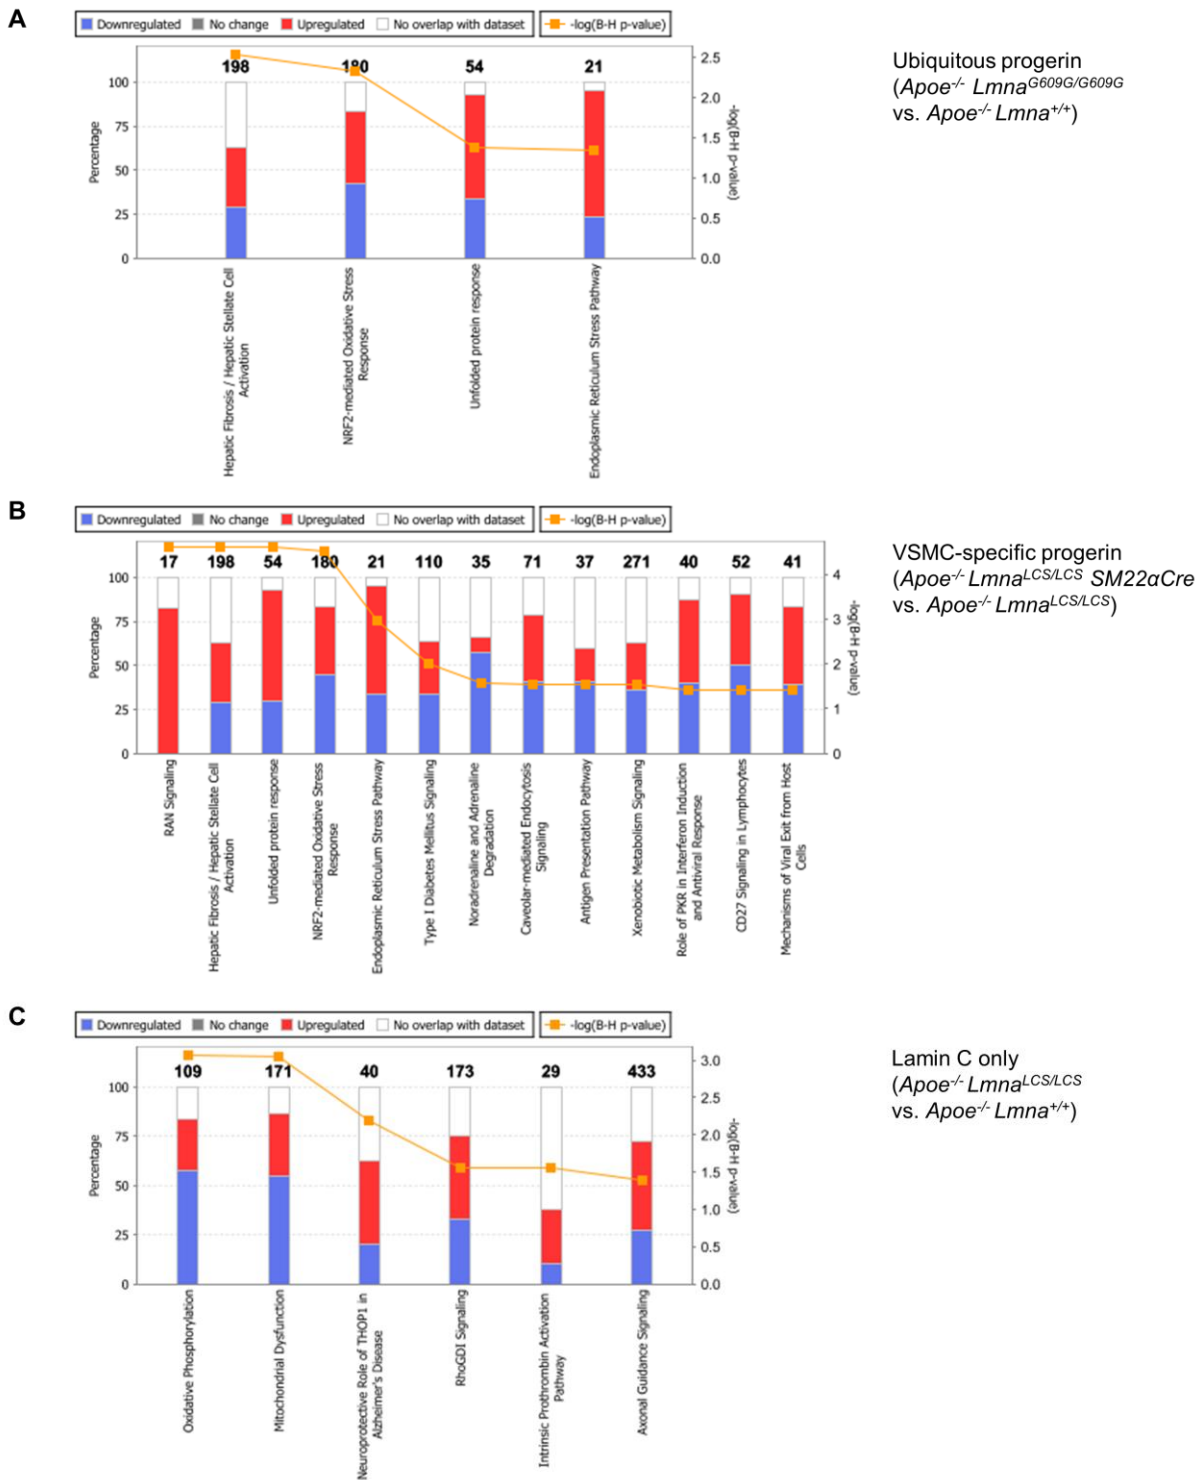 A
Downregulated No change Upregulated No overlap with dataset -log(B-H p-value)
198 180 54 21
100
75
50
25
0
Percentage
2.5
2.0
1.5
1.0
0.5
0.0
-log(B-H p-value)
Hepatic Fibrosis / Hepatic Stellate Cell
Activation
NRF2-mediated Oxidative Stress
Response
Unfolded protein response
Endoplasmic Reticulum Stress Pathway
Ubiquitous progerin
(Apoe-/- LmnaG609G/G609G
vs. Apoe-/- Lmna+/+)
B
Downregulated No change Upregulated No overlap with dataset -log(B-H p-value)
17 198 54 180 21 110 35 71 37 271 40 52 41
100
75
50
25
0
Percentage
4
3
2
1
0
-log(B-H p-value)
RAN Signaling
Hepatic Fibrosis / Hepatic Stellate Cell
Activation
Unfolded protein response
NRF2-mediated Oxidative Stress
Response
Endoplasmic Reticulum Stress Pathway
Type I Diabetes Mellitus Signaling
Noradrenaline and Adrenaline
Degradation
Caveolar-mediated Endocytosis
Signaling
Antigen Presentation Pathway
Xenobiotic Metabolism Signaling
Role of PKR in Interferon Induction
and Antiviral Response
CD27 Signaling in Lymphocytes
Mechanisms of Viral Exit from Host
Cells
VSMC-specific progerin
(Apoe-/- LmnaLCS/LCS SM22αCre
vs. Apoe-/- LmnaLCS/LCS)
C
Downregulated No change Upregulated No overlap with dataset -log(B-H p-value)
109 171 40 173 29 433
100
75
50
25
0
Percentage
3.0
2.5
2.0
1.5
1.0
0.5
0.0
-log(B-H p-value)
Oxidative Phosphorylation
Mitochondrial Dysfunction
Neuroprotective Role of THOP1 in
Alzheimer's Disease
RhoGDI Signaling
Intrinsic Prothrombin Activation
Pathway
Axonal Guidance Signaling
Lamin C only
(Apoe-/- LmnaLCS/LCS
vs. Apoe-/- Lmna+/+)